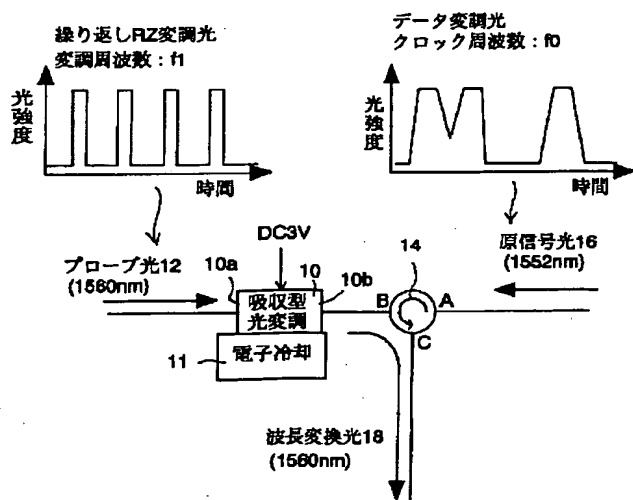 繰り返しRZ変調光
変調周波数：f1
光強度
時間
データ変調光
クロック周波数：f0
光強度
時間
プローブ光12
(1560nm)
DC3V
10a
10
10b
吸収型
光変調
電子冷却
11
14
B
A
C
原信号光16
(1552nm)
波長変換光18
(1560nm)